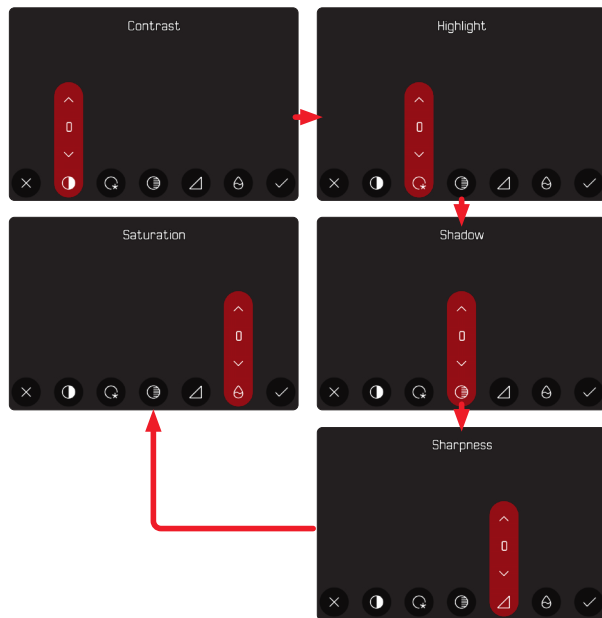 Contrast
0
Highlight
0
Saturation
0
Shadow
0
Sharpness
0